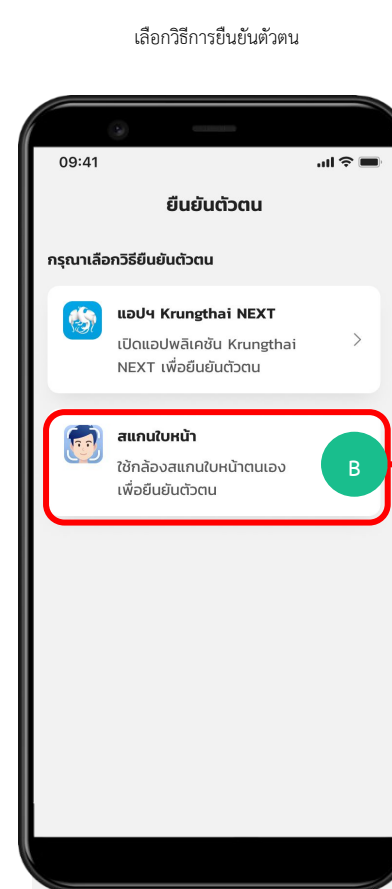 เลือกวิธีการยืนยันตัวตน
09:41
ยืนยันตัวตน
กรุณาเลือกวิธียืนยันตัวตน
แอปฯ Krungthai NEXT
เปิดแอปพลิเคชัน Krungthai
NEXT เพื่อยืนยันตัวตน
สแกนใบหน้า
ใช้กล้องสแกนใบหน้าตนเอง
เพื่อยืนยันตัวตน
B